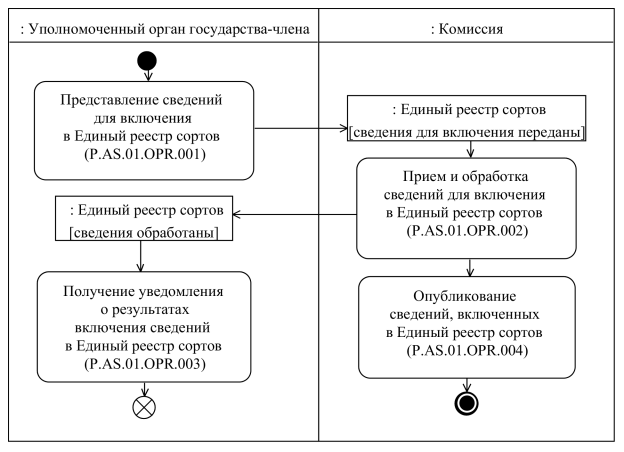 : Уполномоченный орган государства-члена
: Комиссия
Представление сведений
для включения
в Единый реестр сортов
(P.AS.01.OPR.001)
: Единый реестр сортов
[сведения для включения переданы]
Прием и обработка
сведений для включения
в Единый реестр сортов
(P.AS.01.OPR.002)
: Единый реестр сортов
[сведения обработаны]
Получение уведомления
о результатах
включения сведений
в Единый реестр сортов
(P.AS.01.OPR.003)
Опубликование
сведений, включенных
в Единый реестр сортов
(P.AS.01.OPR.004)